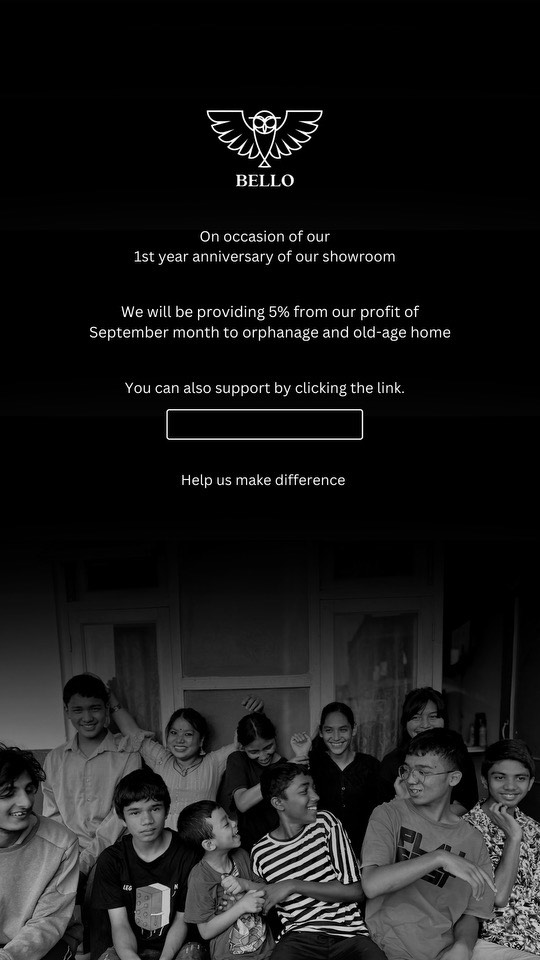 BELLO
On occasion of our
1st year anniversary of our showroom
We will be providing 5% from our profit of
September month to orphanage and old-age home
You can also support by clicking the link.
Help us make difference